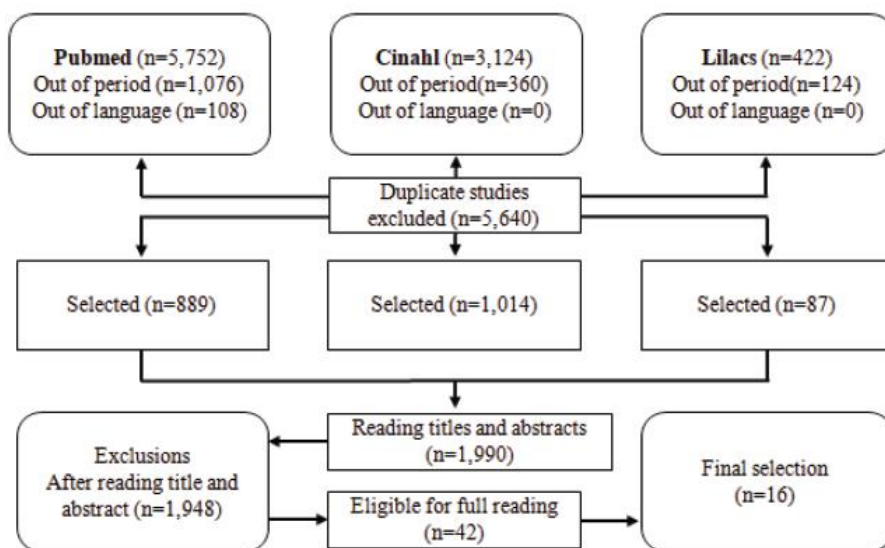 Pubmed (n=5,752)
Out of period (n=1,076)
Out of language (n=108)
Cinahl (n=3,124)
Out of period(n=360)
Out of language (n=0)
Lilacs (n=422)
Out of period(n=124)
Out of language (n=0)
Duplicate studies
excluded (n=5,640)
Selected (n=889)
Selected (n=1,014)
Selected (n=87)
Reading titles and abstracts
(n=1,990)
Exclusions
After reading title and
abstract (n=1,948)
Eligible for full reading
(n=42)
Final selection
(n=16)